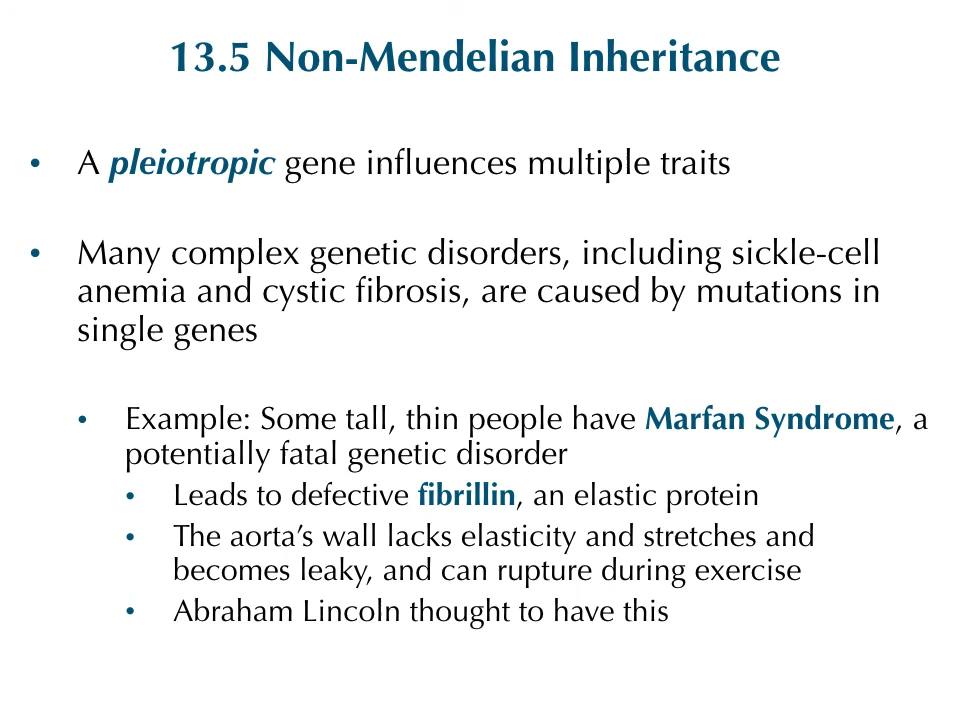 13.5 Non-Mendelian Inheritance
• A pleiotropic gene influences multiple traits
• Many complex genetic disorders, including sickle-cell
anemia and cystic fibrosis, are caused by mutations in
single genes
• Example: Some tall, thin people have Marfan Syndrome, a
potentially fatal genetic disorder
• Leads to defective fibrillin, an elastic protein
• The aorta’s wall lacks elasticity and stretches and
becomes leaky, and can rupture during exercise
• Abraham Lincoln thought to have this